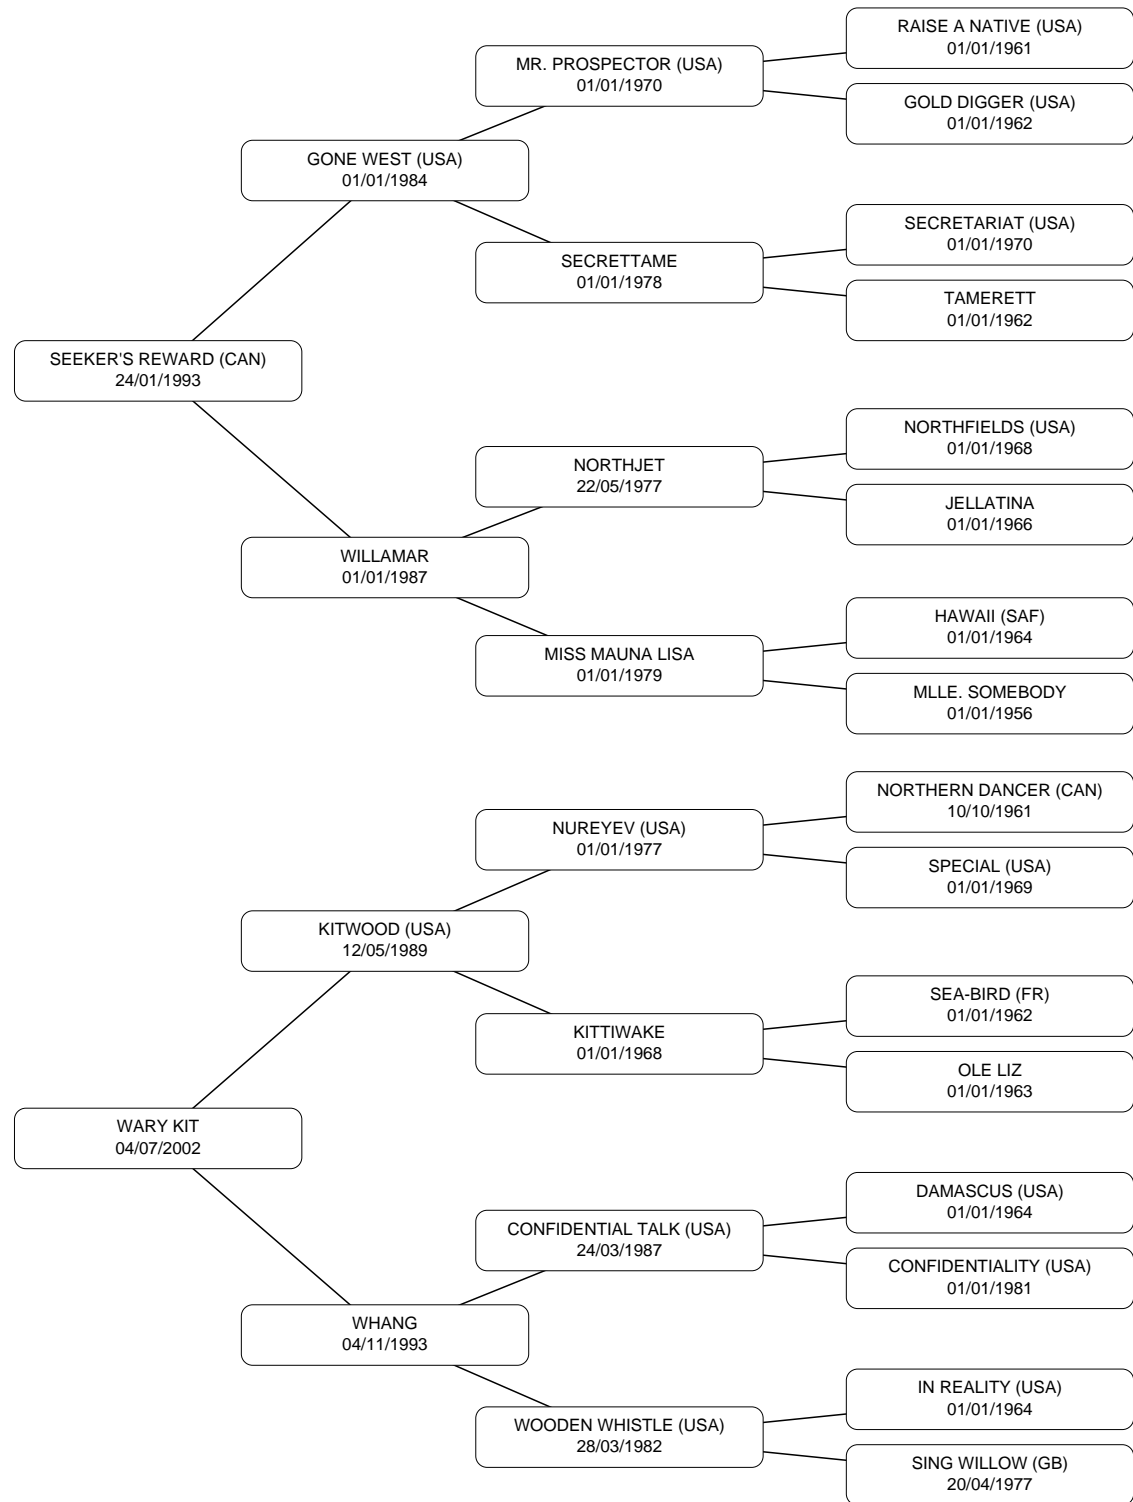 RAISE A NATIVE (USA)
01/01/1961
MR. PROSPECTOR (USA)
01/01/1970
GOLD DIGGER (USA)
01/01/1962
GONE WEST (USA)
01/01/1984
SECRETARIAT (USA)
01/01/1970
SECRETTAME
01/01/1978
TAMERETT
01/01/1962
SEEKER'S REWARD (CAN)
24/01/1993
NORTHFIELDS (USA)
01/01/1968
NORTHJET
22/05/1977
JELLATINA
01/01/1966
WILLAMAR
01/01/1987
HAWAII (SAF)
01/01/1964
MISS MAUNA LISA
01/01/1979
MLLE. SOMEBODY
01/01/1956
NORTHERN DANCER (CAN)
10/10/1961
NUREYEV (USA)
01/01/1977
SPECIAL (USA)
01/01/1969
KITWOOD (USA)
12/05/1989
SEA-BIRD (FR)
01/01/1962
KITTIWAKE
01/01/1968
OLE LIZ
01/01/1963
WARY KIT
04/07/2002
DAMASCUS (USA)
01/01/1964
CONFIDENTIAL TALK (USA)
24/03/1987
CONFIDENTIALITY (USA)
01/01/1981
WHANG
04/11/1993
IN REALITY (USA)
01/01/1964
WOODEN WHISTLE (USA)
28/03/1982
SING WILLOW (GB)
20/04/1977